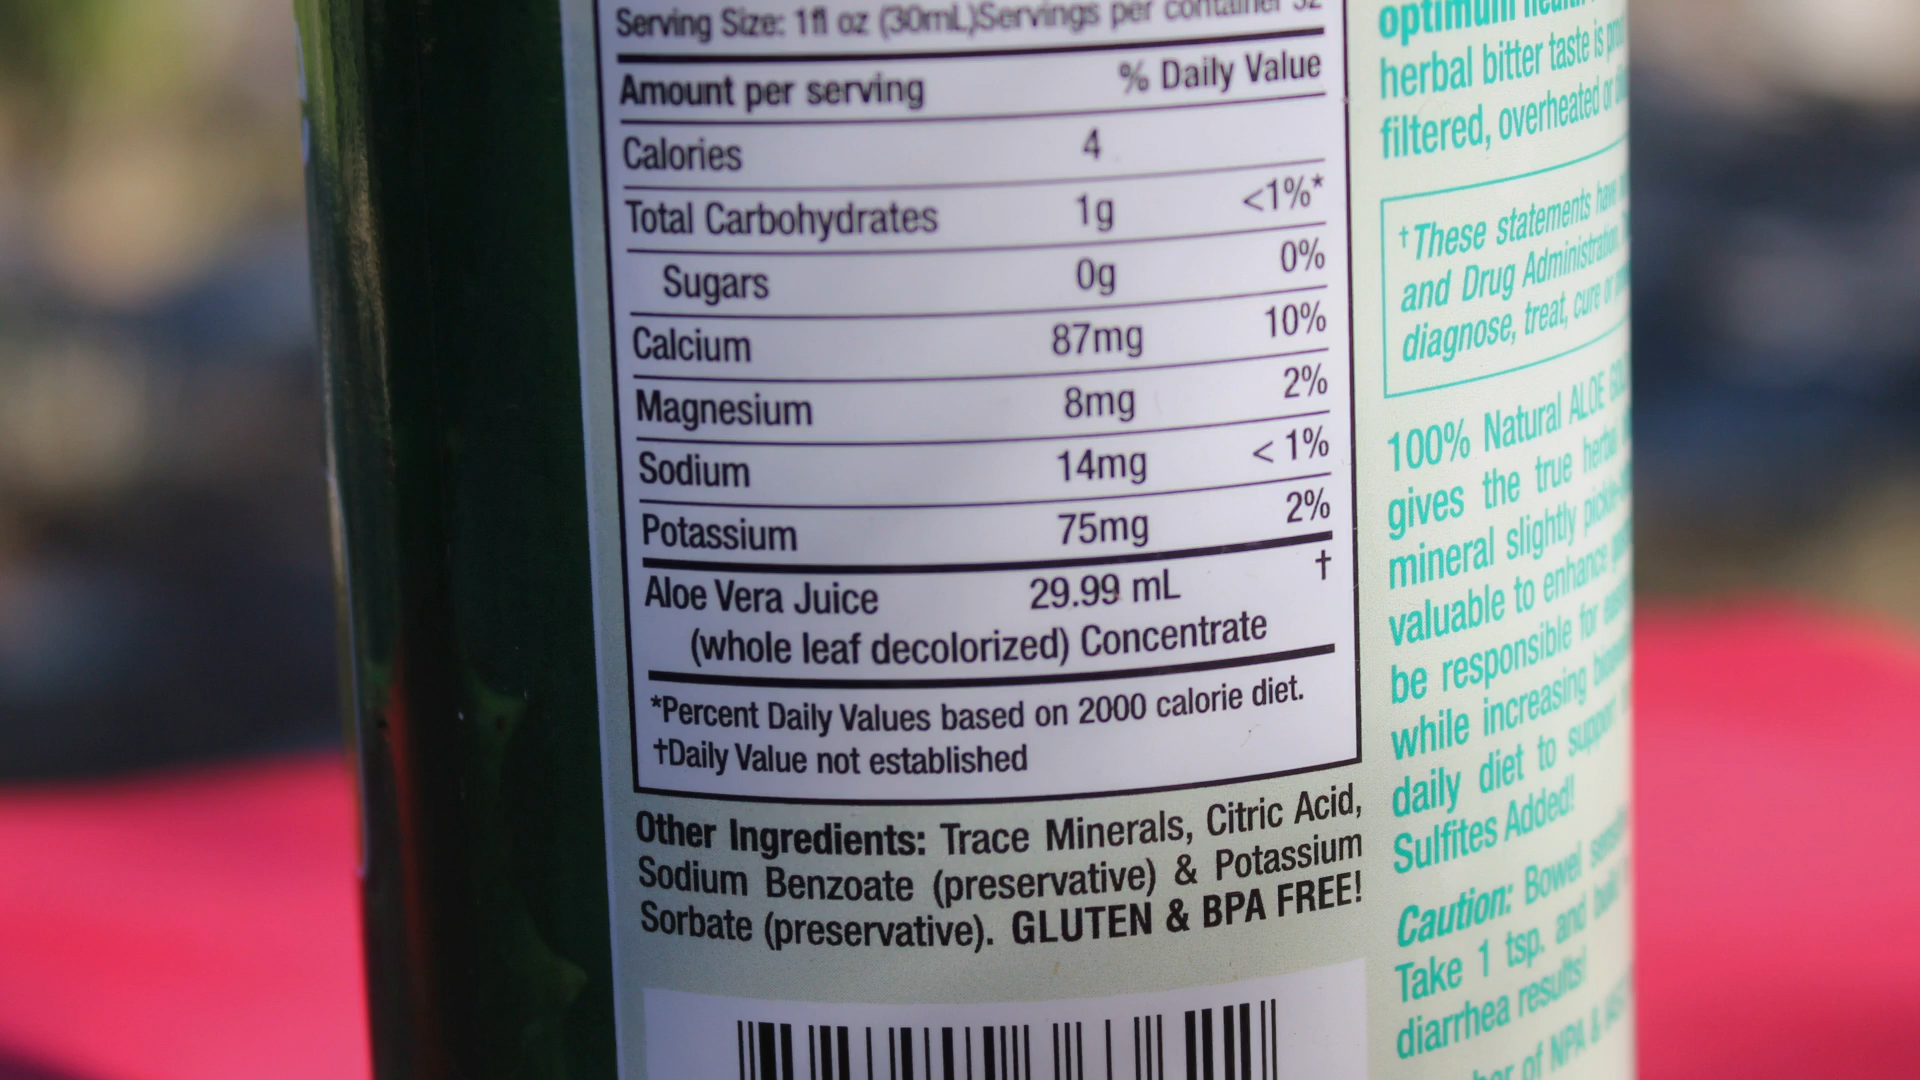 Serving Size: 1fl oz (30mL)Servings per container 32
Amount per serving % Daily Value
Calories 4
Total Carbohydrates 1g <1%*
Sugars 0g 0%
Calcium 87mg 10%
Magnesium 8mg 2%
Sodium 14mg < 1%
Potassium 75mg 2%
Aloe Vera Juice 29.99 mL †
(whole leaf decolorized) Concentrate
*Percent Daily Values based on 2000 calorie diet.
†Daily Value not established
Other Ingredients: Trace Minerals, Citric Acid,
Sodium Benzoate (preservative) & Potassium
Sorbate (preservative). GLUTEN & BPA FREE!
optimum
herbal bitter taste is
filtered, overheated or
†These statements have
and Drug Administration.
diagnose, treat, cure or
100% Natural ALOE
gives the true herbal
mineral slightly
valuable to enhance
be responsible for
while increasing
daily diet to support
Sulfites Added!
Caution: Bowel
Take 1 tsp. and
diarrhea results!
of NPA &